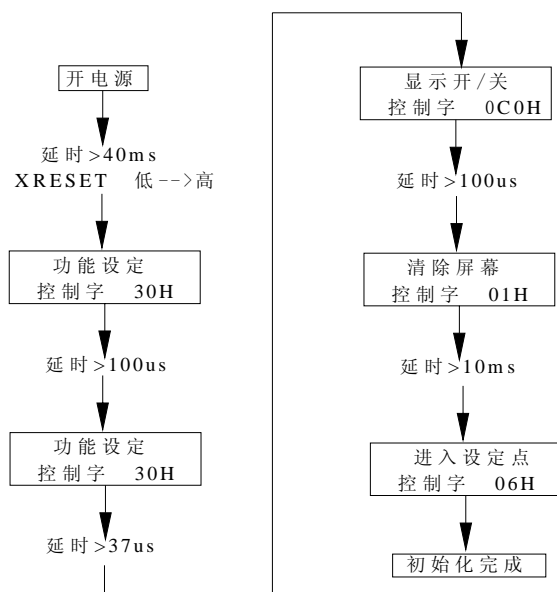 开电源
延时>40ms
XRESET 低-->高
功能设定
控制字 30H
延时>100us
功能设定
控制字 30H
延时>37us
显示开/关
控制字 0C0H
延时>100us
清除屏幕
控制字 01H
延时>10ms
进入设定点
控制字 06H
初始化完成